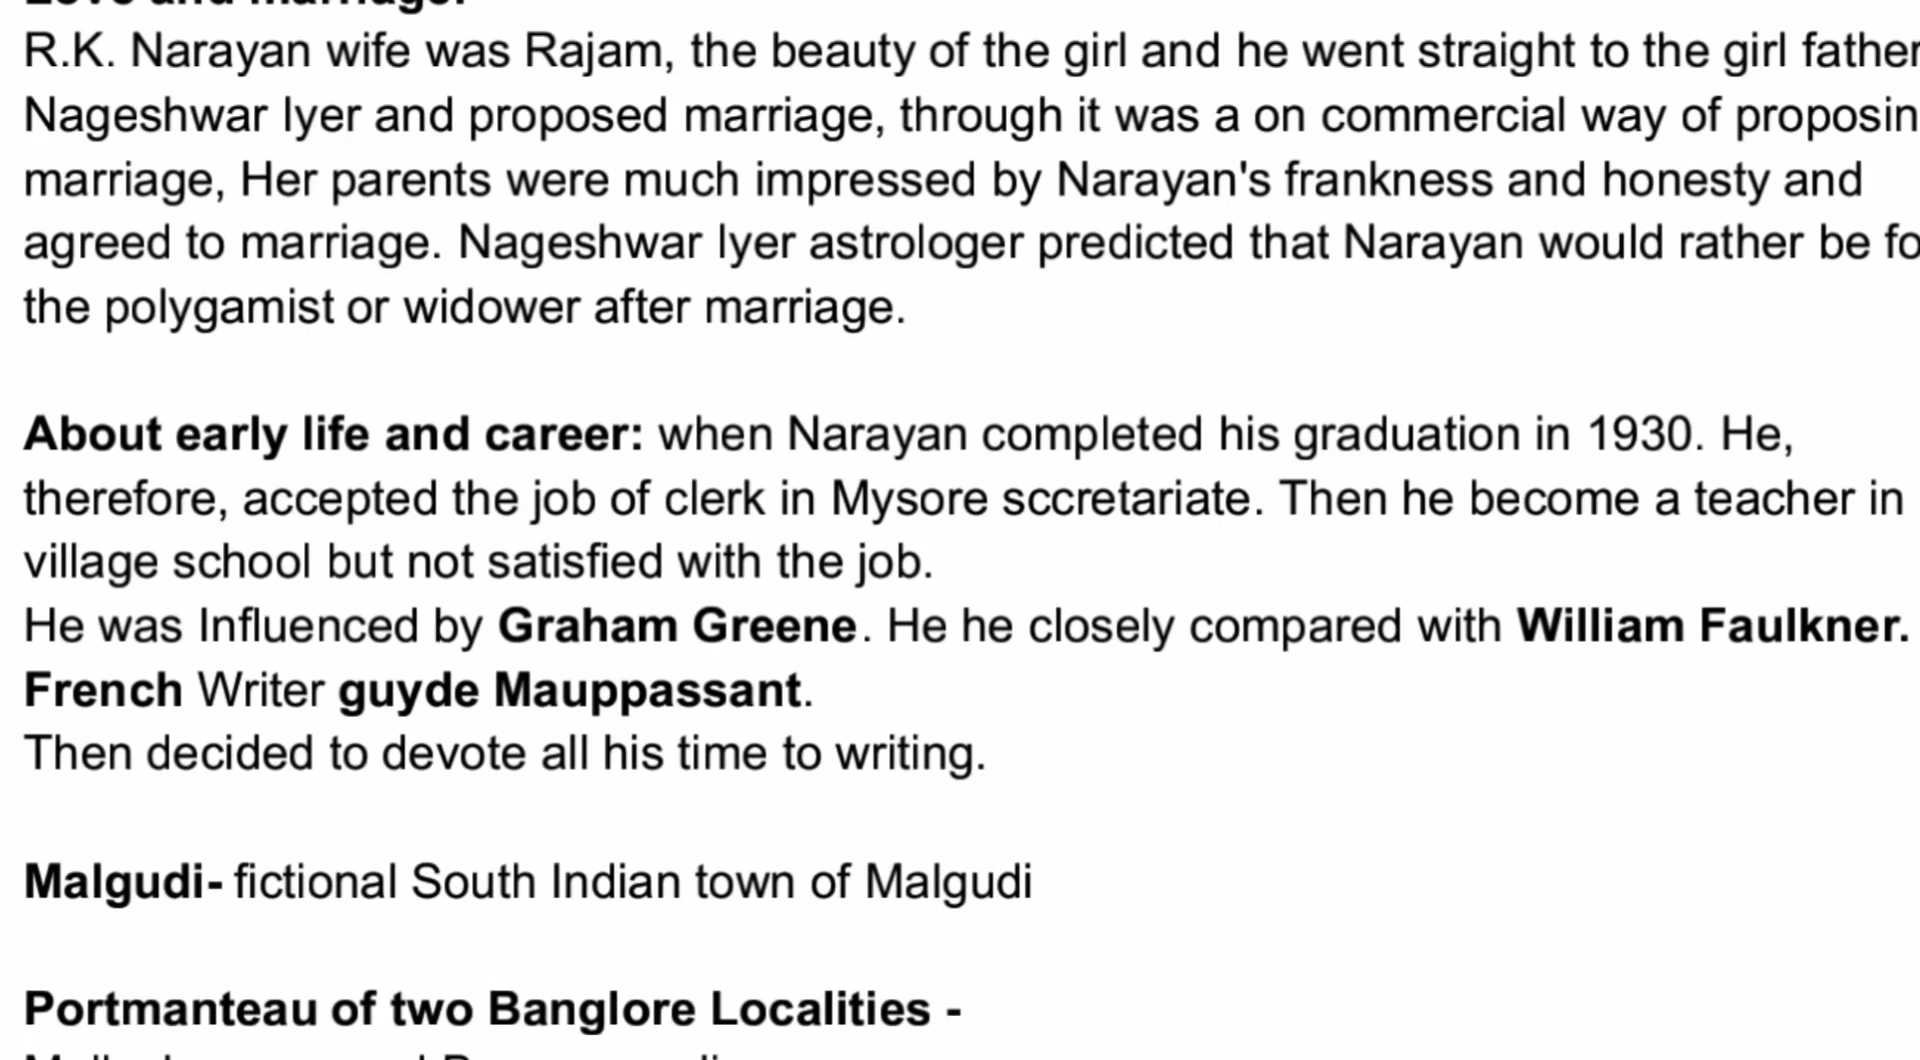 Love and marriage:
R.K. Narayan wife was Rajam, the beauty of the girl and he went straight to the girl father
Nageshwar Iyer and proposed marriage, through it was a on commercial way of proposin
marriage, Her parents were much impressed by Narayan's frankness and honesty and
agreed to marriage. Nageshwar Iyer astrologer predicted that Narayan would rather be fo
the polygamist or widower after marriage.
About early life and career: when Narayan completed his graduation in 1930. He,
therefore, accepted the job of clerk in Mysore sccretariate. Then he become a teacher in
village school but not satisfied with the job.
He was Influenced by Graham Greene. He he closely compared with William Faulkner.
French Writer guyde Mauppassant.
Then decided to devote all his time to writing.
Malgudi- fictional South Indian town of Malgudi
Portmanteau of two Banglore Localities -